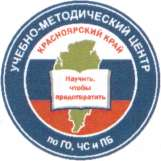 УЧЕБНО-МЕТОДИЧЕСКИЙ ЦЕНТР
КРАСНОЯРСКИЙ КРАЙ
Научить,
чтобы
предотвратить
по ГО, ЧС и ПБ